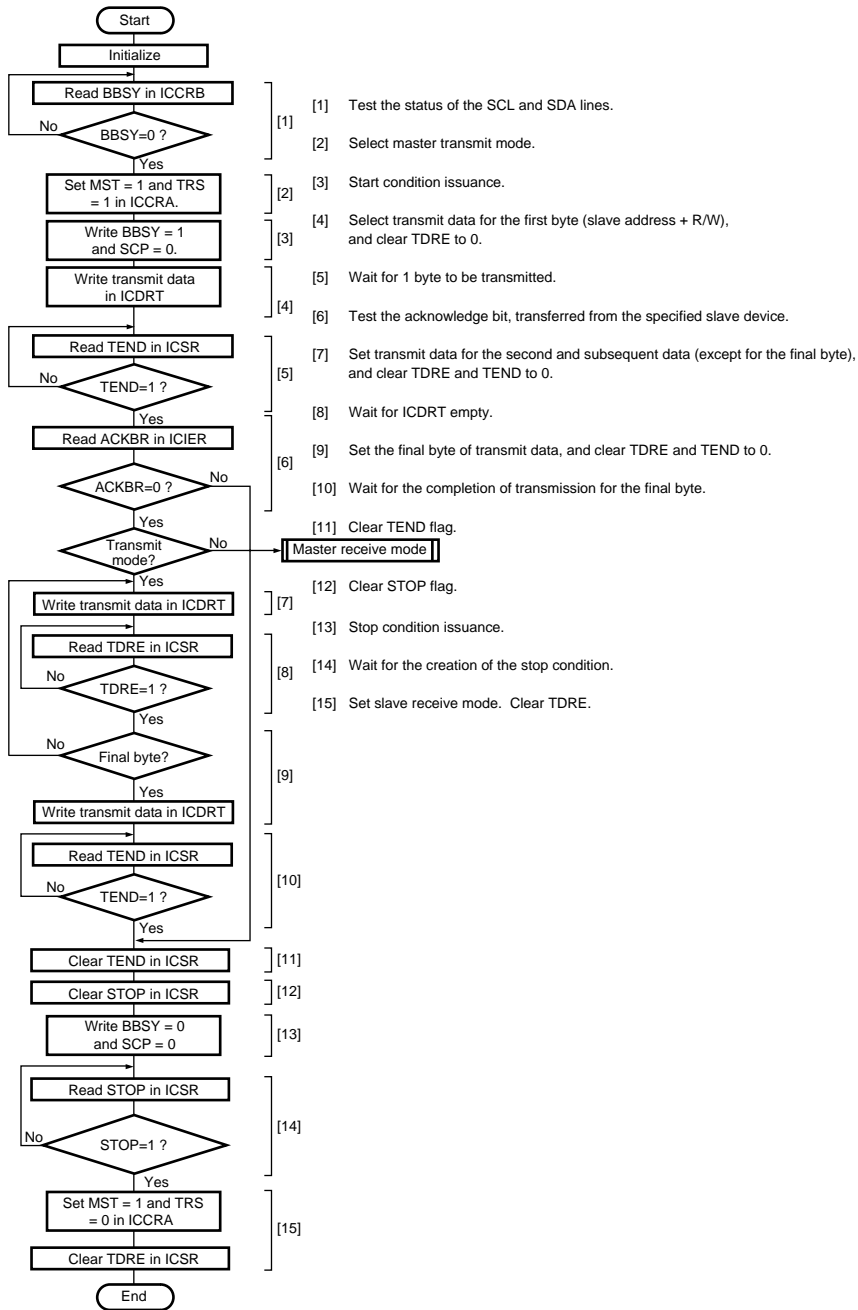 Start
Initialize
Read BBSY in ICCRB
No
BBSY=0 ?
[1]
Yes
Set MST = 1 and TRS
= 1 in ICCRA.
[2]
Write BBSY = 1
and SCP = 0.
[3]
Write transmit data
in ICDRT
[4]
Read TEND in ICSR
No
TEND=1 ?
[5]
Yes
Read ACKBR in ICIER
[6]
No
ACKBR=0 ?
Yes
Transmit
mode?
No
Master receive mode
Yes
Write transmit data in ICDRT
[7]
Read TDRE in ICSR
No
TDRE=1 ?
[8]
Yes
No
Final byte?
[9]
Yes
Write transmit data in ICDRT
Read TEND in ICSR
No
TEND=1 ?
[10]
Yes
Clear TEND in ICSR
[11]
Clear STOP in ICSR
[12]
Write BBSY = 0
and SCP = 0
[13]
Read STOP in ICSR
No
STOP=1 ?
[14]
Yes
Set MST = 1 and TRS
= 0 in ICCRA
[15]
Clear TDRE in ICSR
End
[1] Test the status of the SCL and SDA lines.
[2] Select master transmit mode.
[3] Start condition issuance.
[4] Select transmit data for the first byte (slave address + R/W),
and clear TDRE to 0.
[5] Wait for 1 byte to be transmitted.
[6] Test the acknowledge bit, transferred from the specified slave device.
[7] Set transmit data for the second and subsequent data (except for the final byte),
and clear TDRE and TEND to 0.
[8] Wait for ICDRT empty.
[9] Set the final byte of transmit data, and clear TDRE and TEND to 0.
[10] Wait for the completion of transmission for the final byte.
[11] Clear TEND flag.
[12] Clear STOP flag.
[13] Stop condition issuance.
[14] Wait for the creation of the stop condition.
[15] Set slave receive mode. Clear TDRE.